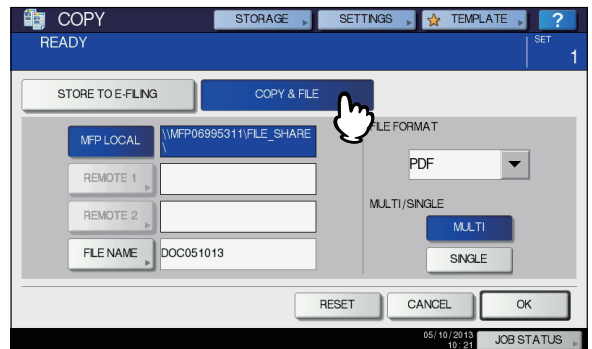 COPY
STORAGE
SETTINGS
TEMPLATE
?
READY
SET
1
STORE TO E-FILING
COPY & FILE
MFP LOCAL
\\MFP06995311\FILE_SHARE
\
REMOTE 1
REMOTE 2
FILE NAME
DOC051013
FILE FORMAT
PDF
MULTI/SINGLE
MULTI
SINGLE
RESET
CANCEL
OK
05/10/2013
10:21
JOB STATUS